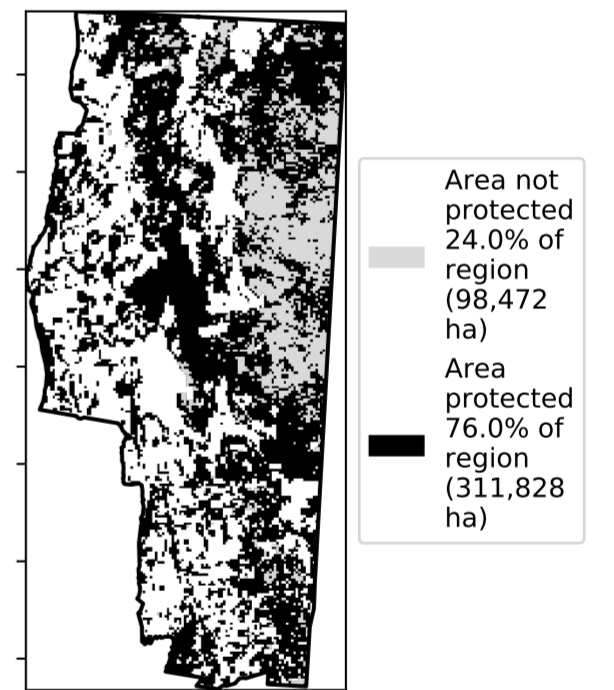 Area not
protected
24.0% of
region
(98,472
ha)
Area
protected
76.0% of
region
(311,828
ha)